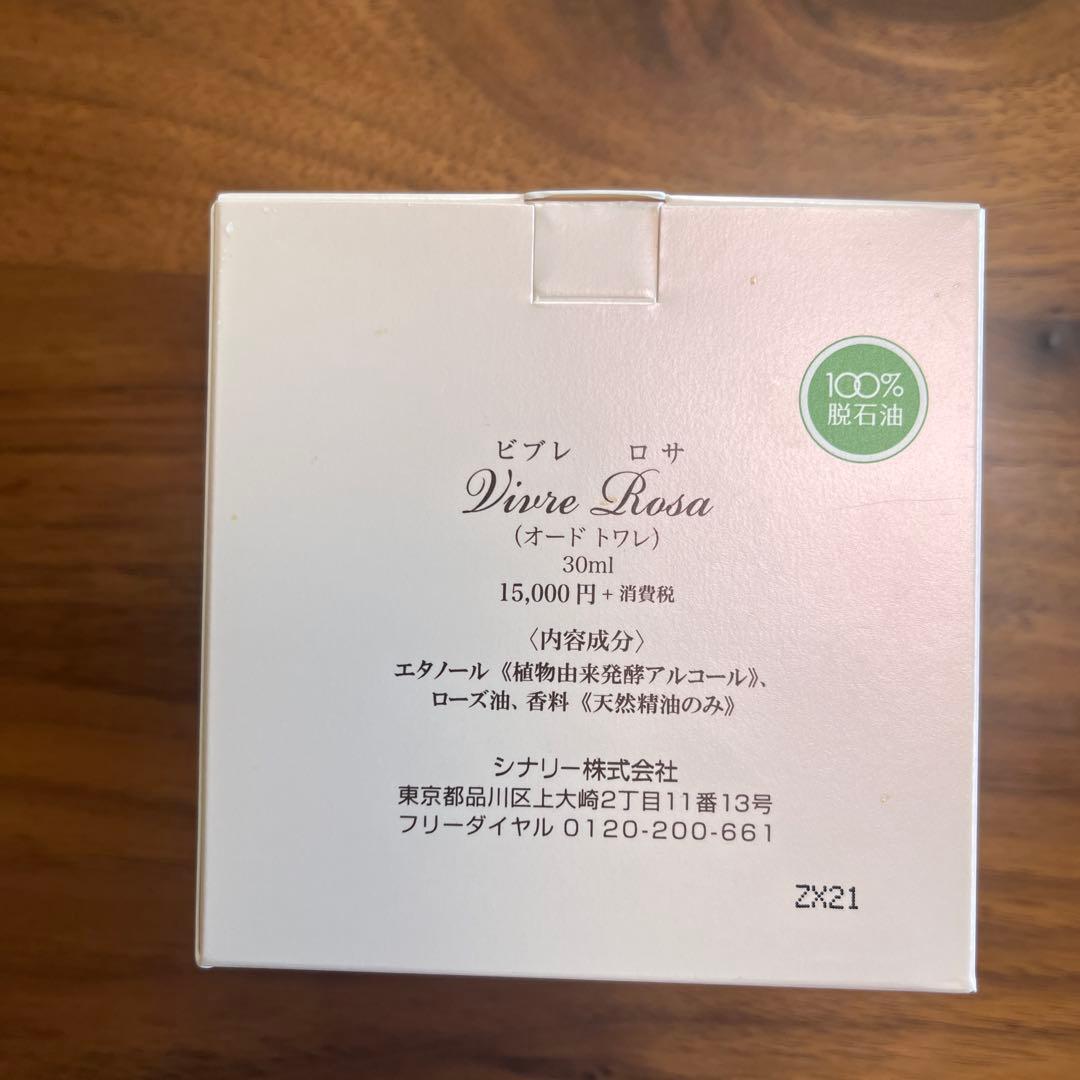 100%
脱石油
ビブレ ロサ
Vivre Rosa
(オード トワレ)
30ml
15,000円+消費税
〈内容成分〉
エタノール《植物由来発酵アルコール》、
ローズ油、香料《天然精油のみ》
シナリー株式会社
東京都品川区上大崎2丁目11番13号
フリーダイヤル 0120-200-661
ZX21